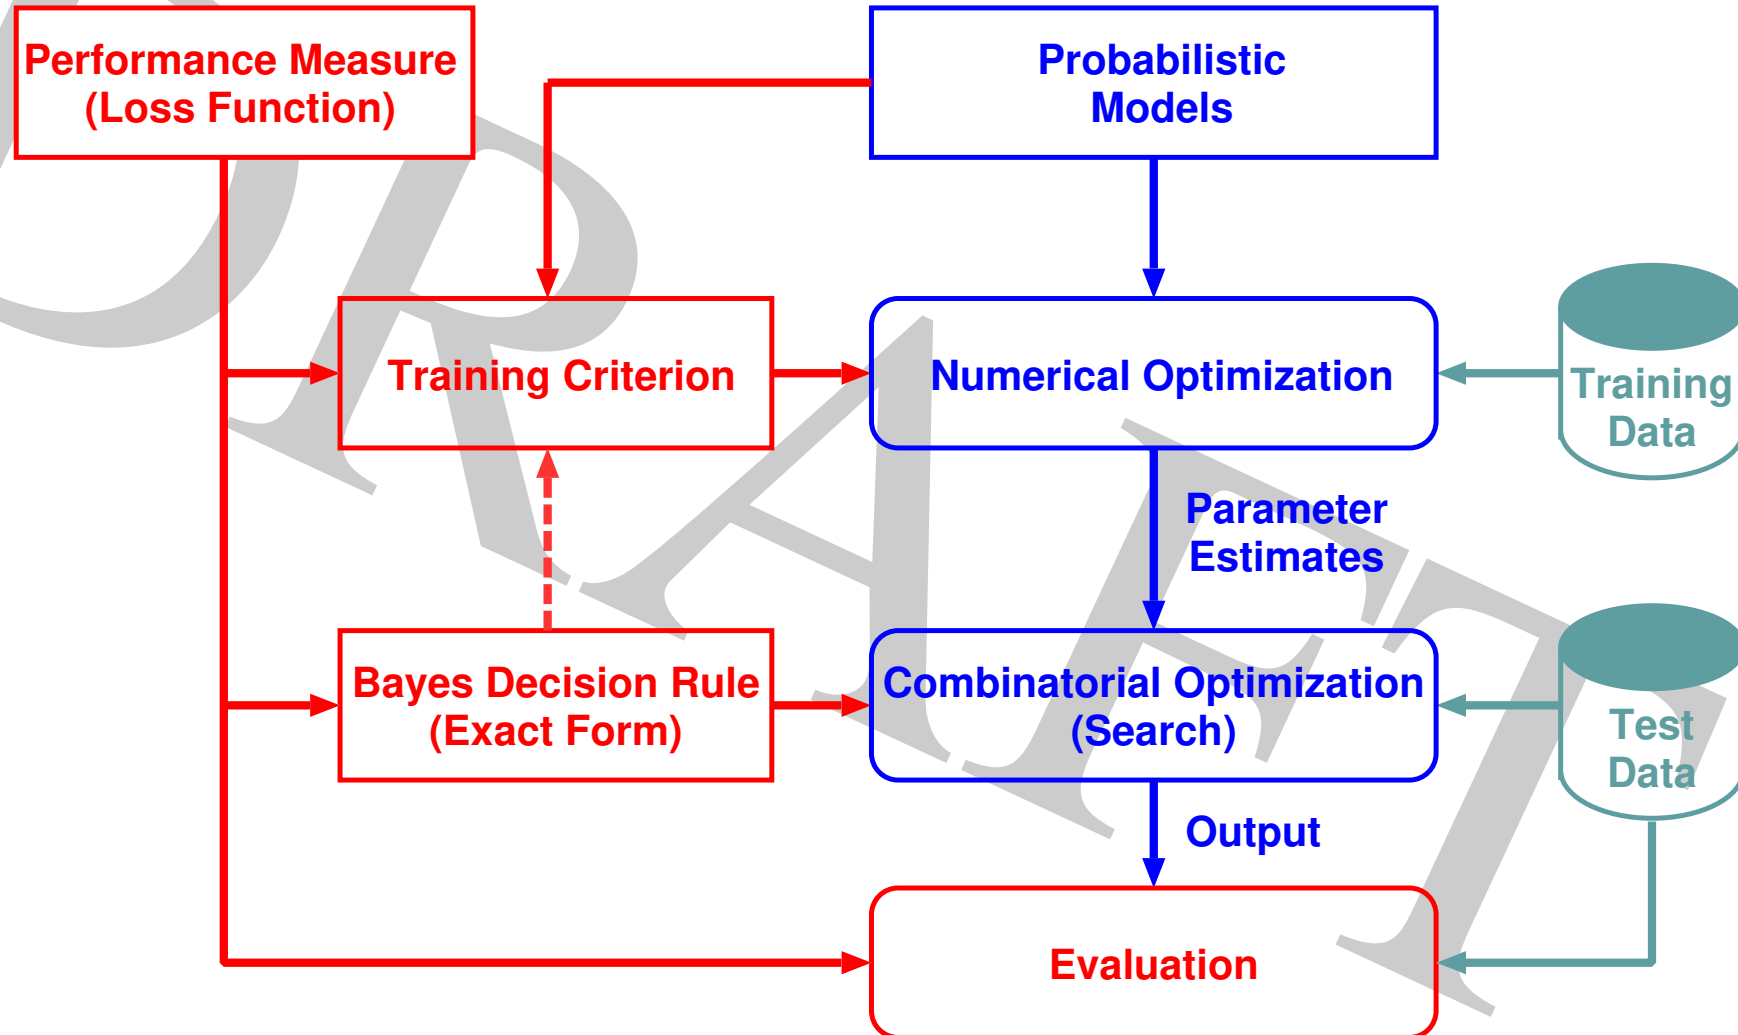 Performance Measure
(Loss Function)
Probabilistic
Models
Training Criterion
Numerical Optimization
Training
Data
Parameter
Estimates
Bayes Decision Rule
(Exact Form)
Combinatorial Optimization
(Search)
Test
Data
Output
Evaluation
DRAFT